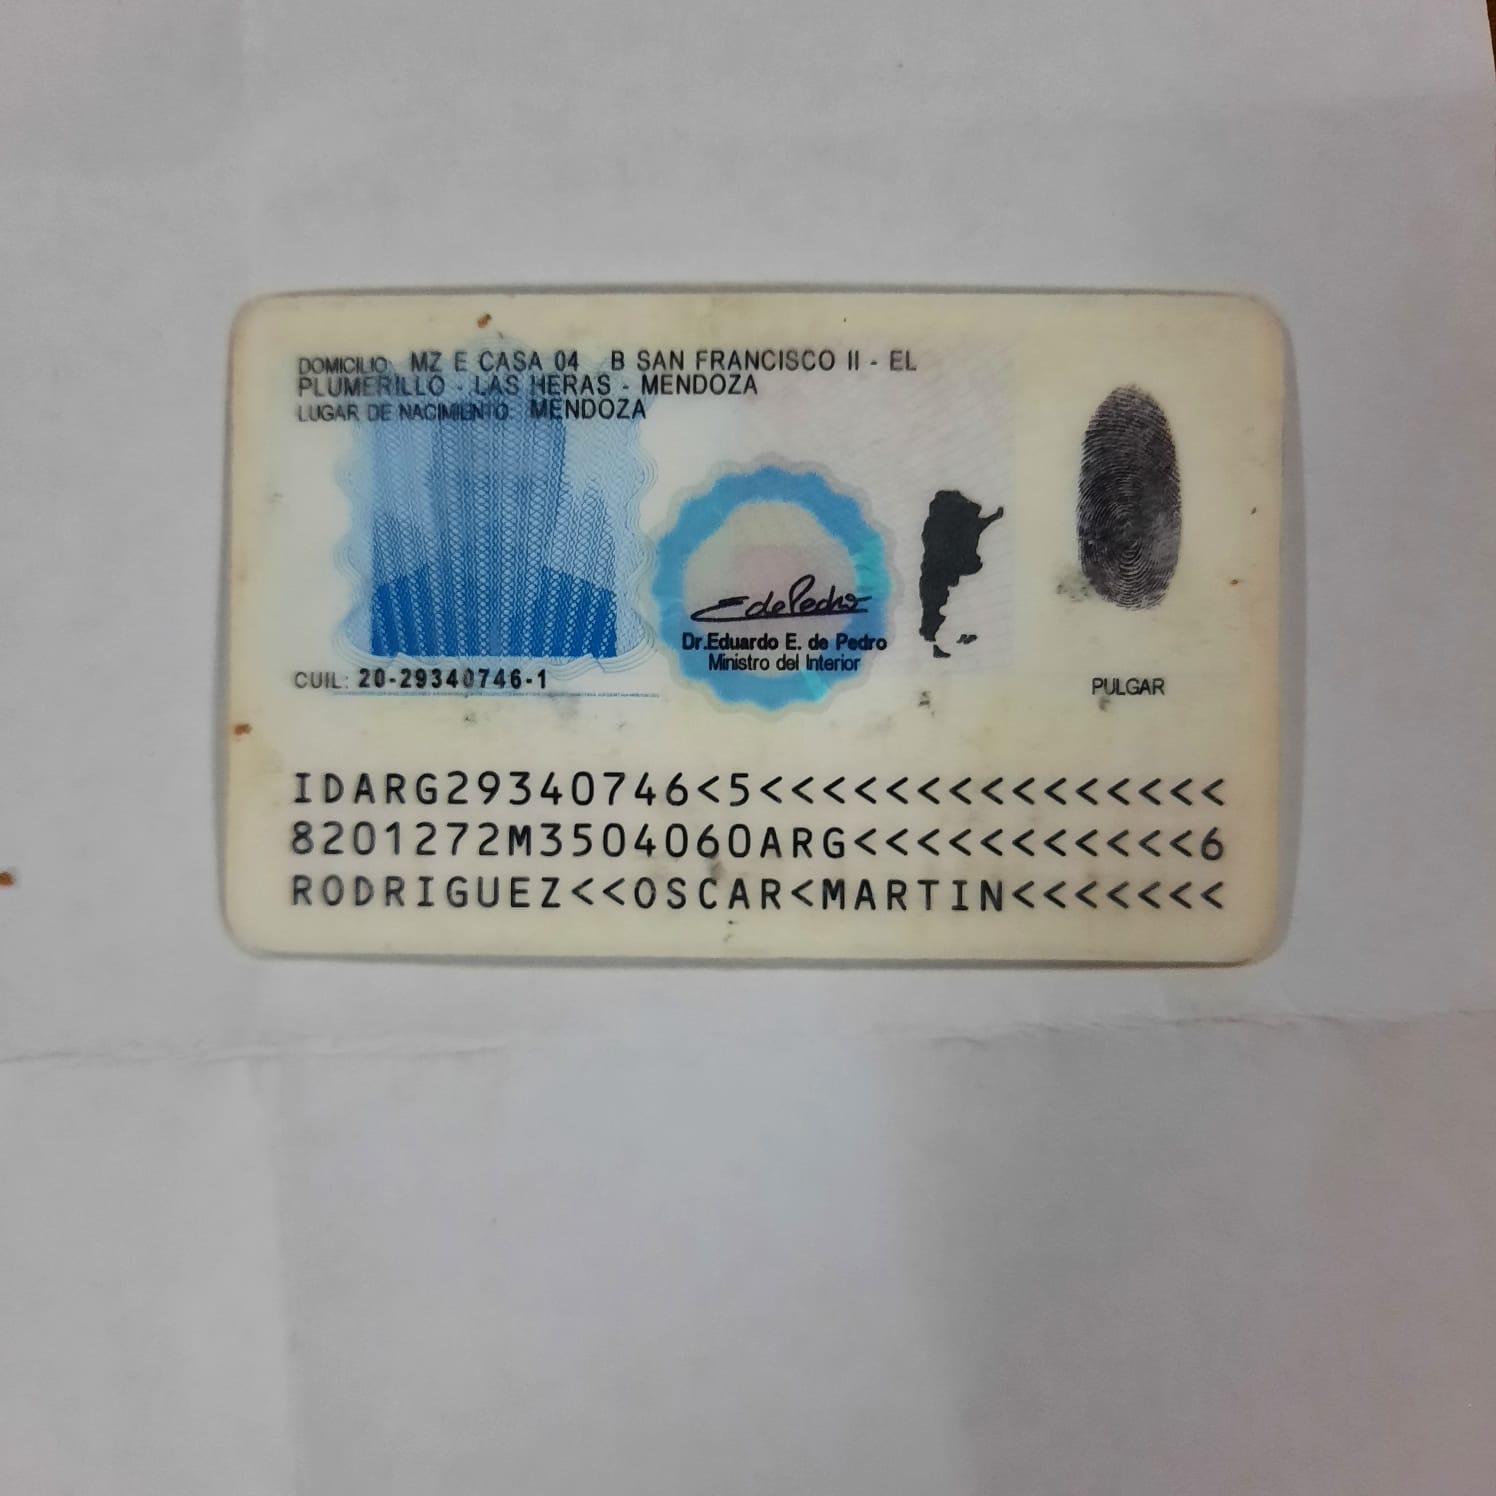 DOMICILIO: MZ E CASA 04 B SAN FRANCISCO II - EL
PLUMERILLO - LAS HERAS - MENDOZA
LUGAR DE NACIMIENTO: MENDOZA
EdePedro
Dr.Eduardo E. de Pedro
Ministro del Interior
CUIL: 20-29340746-1
PULGAR
IDARG29340746<5<<<<<<<<<<<<<<<
8201272M3504060ARG<<<<<<<<<<<6
RODRIGUEZ<<OSCAR<MARTIN<<<<<<<